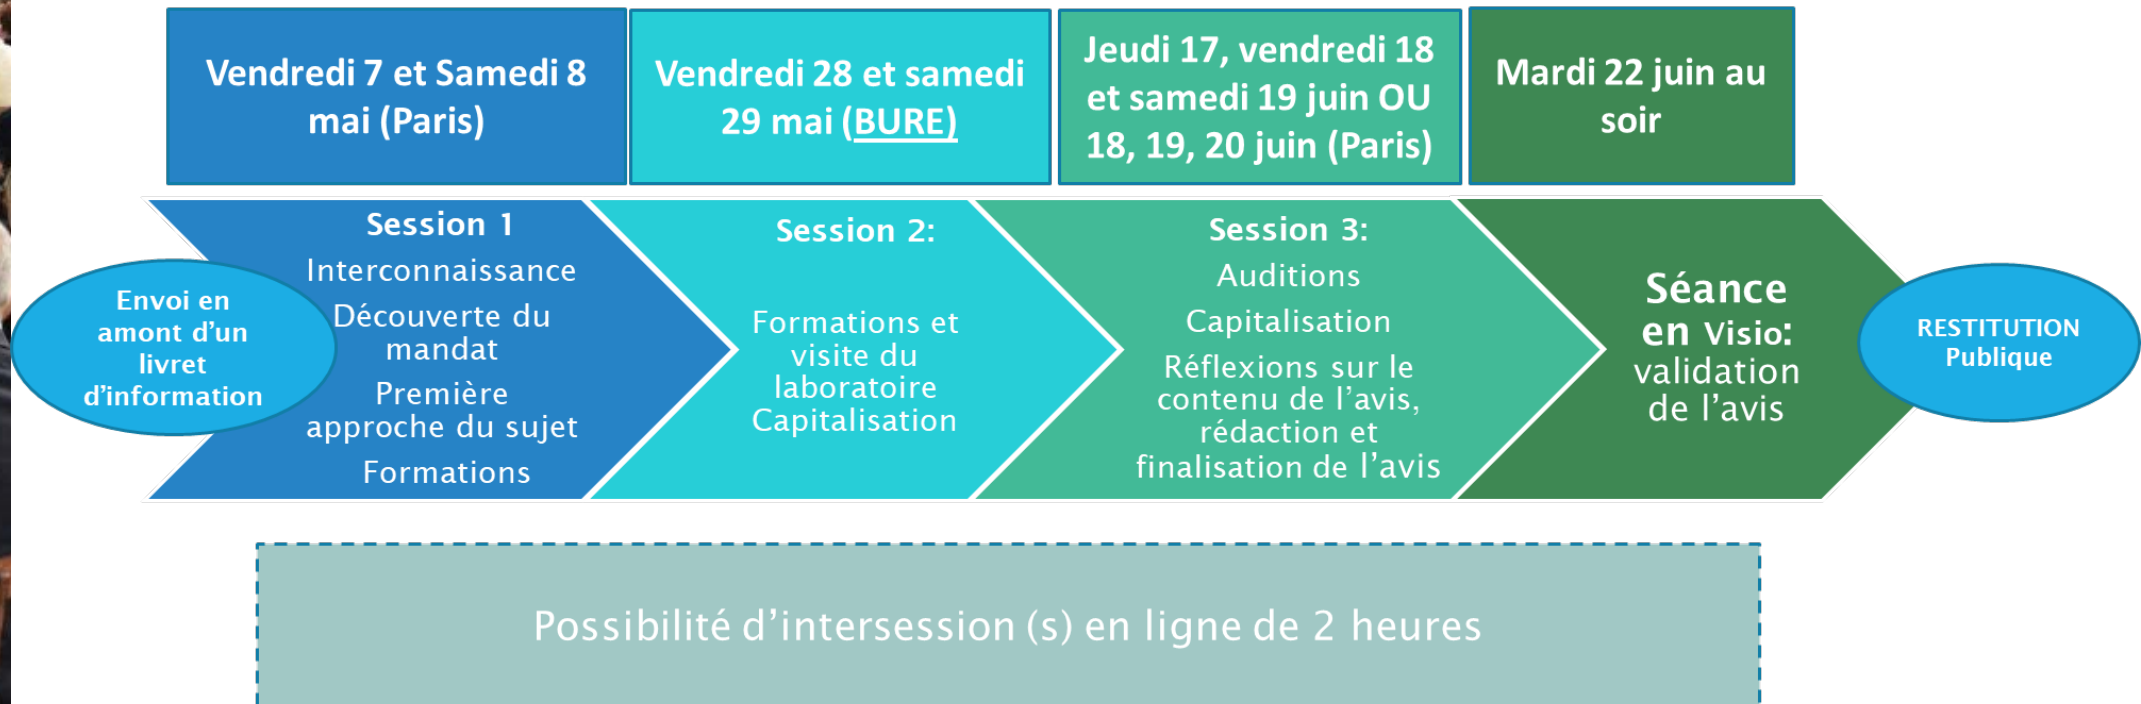 Vendredi 7 et Samedi 8
mai (Paris)
Vendredi 28 et samedi
29 mai (BURE)
Jeudi 17, vendredi 18
et samedi 19 juin OU
18, 19, 20 juin (Paris)
Mardi 22 juin au
soir
Envoi en
amont d’un
livret
d’information
Session 1
Interconnaissance
Découverte du
mandat
Première
approche du sujet
Formations
Session 2:
Formations et
visite du
laboratoire
Capitalisation
Session 3:
Auditions
Capitalisation
Réflexions sur le
contenu de l’avis,
rédaction et
finalisation de l’avis
Séance
en Visio:
validation
de l’avis
RESTITUTION
Publique
Possibilité d’intersession (s) en ligne de 2 heures